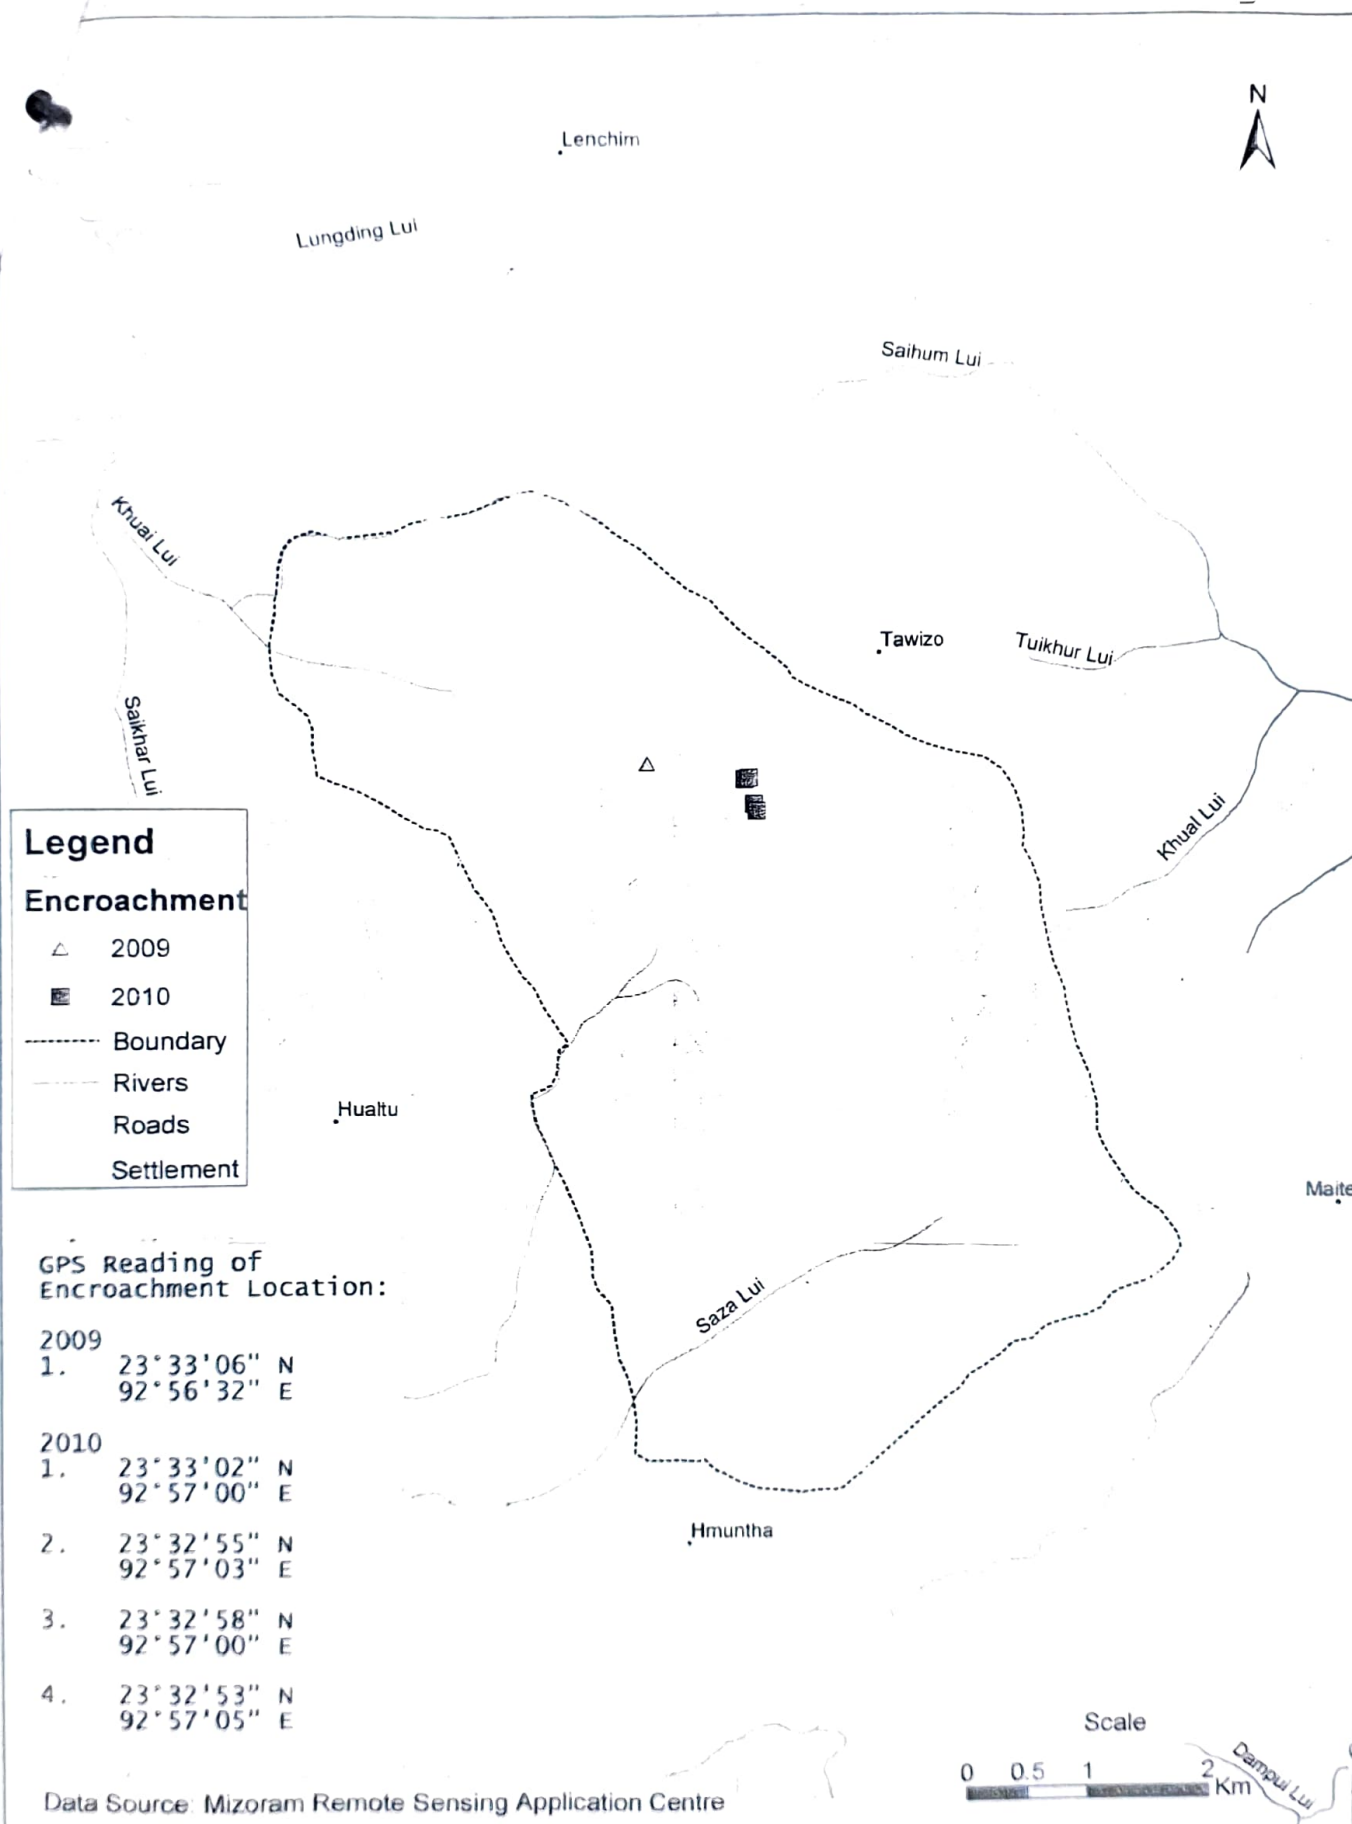 N
Lenchim
Lungding Lui
Saihum Lui
Khuai Lui
Tawizo
Tuikhur Lui
Saikhar Lui
Khual Lui
Legend
Encroachment
2009
2010
Boundary
Rivers
Roads
Settlement
Hualtu
Maite
Saza Lui
GPS Reading of
Encroachment Location:
2009
1. 23°33'06" N
92°56'32" E
2010
1. 23°33'02" N
92°57'00" E
2. 23°32'55" N
92°57'03" E
3. 23°32'58" N
92°57'00" E
4. 23°32'53" N
92°57'05" E
Hmuntha
Scale
0 0.5 1 2
Km
Dampui Lui
Data Source: Mizoram Remote Sensing Application Centre